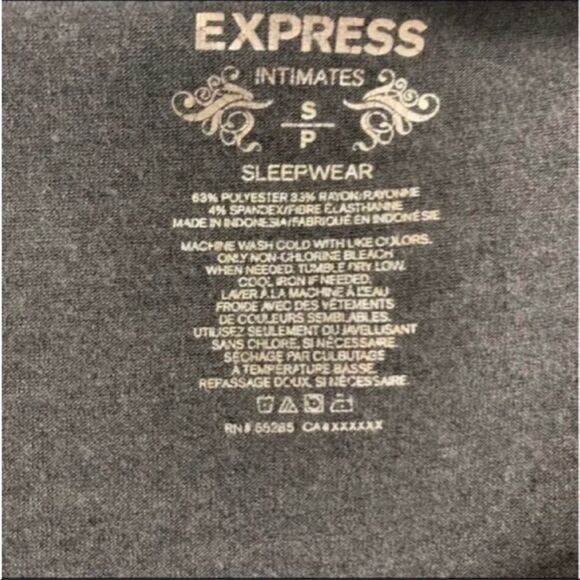 EXPRESS
INTIMATES
S
P
SLEEPWEAR
63% POLYESTER 33% RAYON/RAYONNE
4% SPANDEX/FIBRE ÉLASTHANNE
MADE IN INDONESIA/FABRIQUÉ EN INDONÉSIE
MACHINE WASH COLD WITH LIKE COLORS.
ONLY NON-CHLORINE BLEACH
WHEN NEEDED. TUMBLE DRY LOW.
COOL IRON IF NEEDED.
LAVER À LA MACHINE À L'EAU
FROIDE AVEC DES VÊTEMENTS
DE COULEURS SEMBLABLES.
UTILISEZ SEULEMENT DU JAVELLISANT
SANS CHLORE, SI NÉCESSAIRE
SÉCHAGE PAR CULBUTAGE
À TEMPÉRATURE BASSE.
REPASSAGE DOUX, SI NÉCESSAIRE.
RN# 55285 CA#XXXXXX